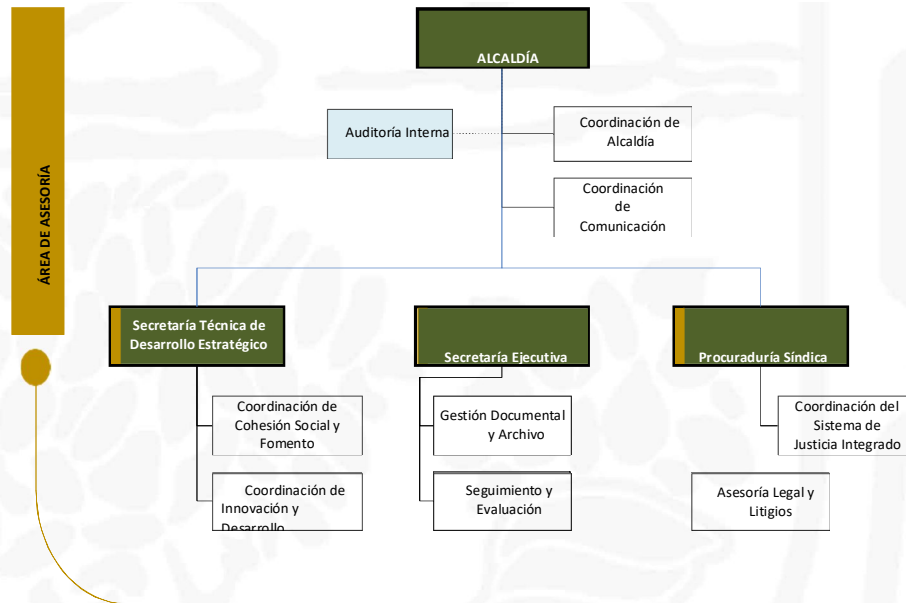 ÁREA DE ASESORÍA
ALCALDÍA
Auditoría Interna
Coordinación de
Alcaldía
Coordinación
de
Comunicación
Secretaría Técnica de
Desarrollo Estratégico
Secretaría Ejecutiva
Procuraduría Síndica
Coordinación de
Cohesión Social y
Fomento
Gestión Documental
y Archivo
Coordinación del
Sistema de
Justicia Integrado
Coordinación de
Innovación y
Desarrollo
Seguimiento y
Evaluación
Asesoría Legal y
Litigios